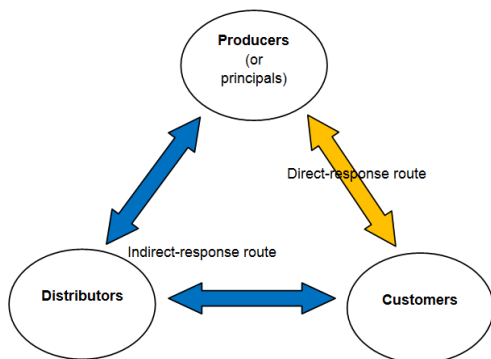 Producers
(or
principals)
Direct-response route
Indirect-response route
Distributors
Customers